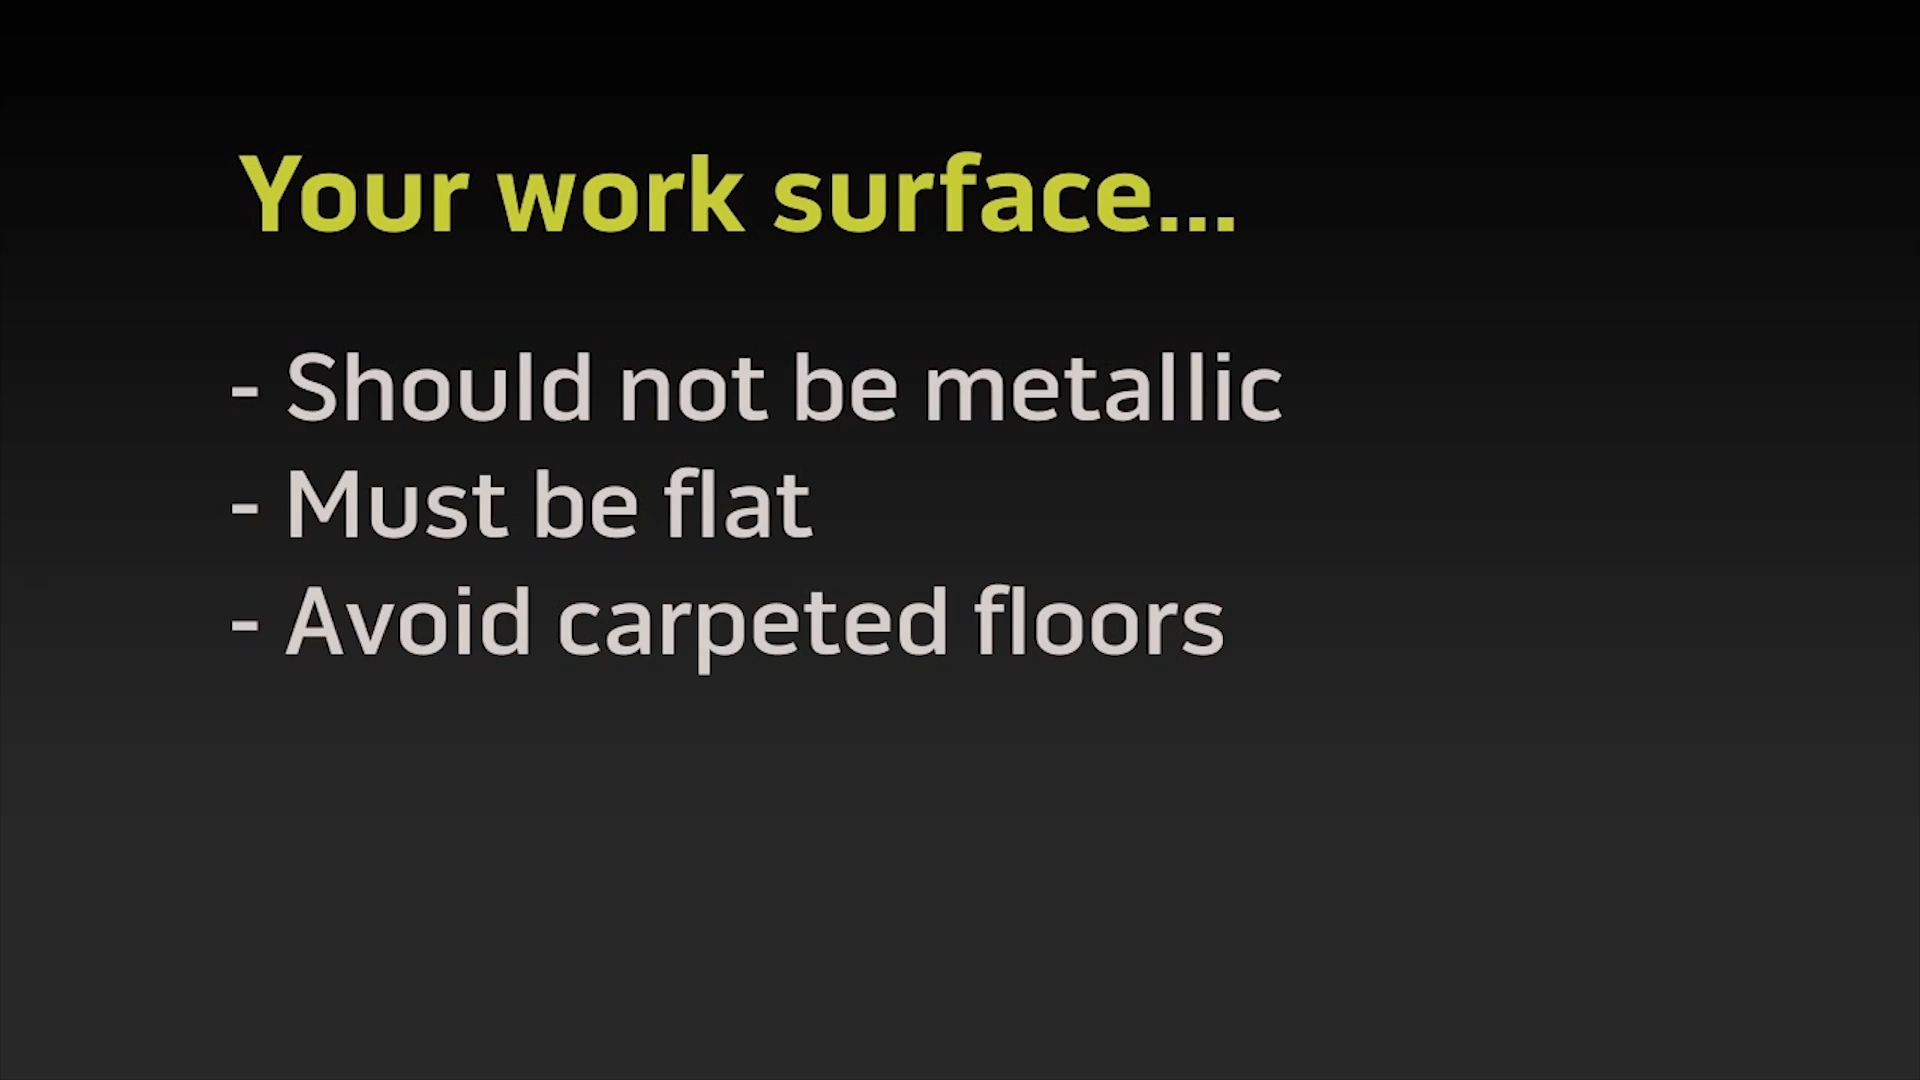 Your work surface...
- Should not be metallic
- Must be flat
- Avoid carpeted floors